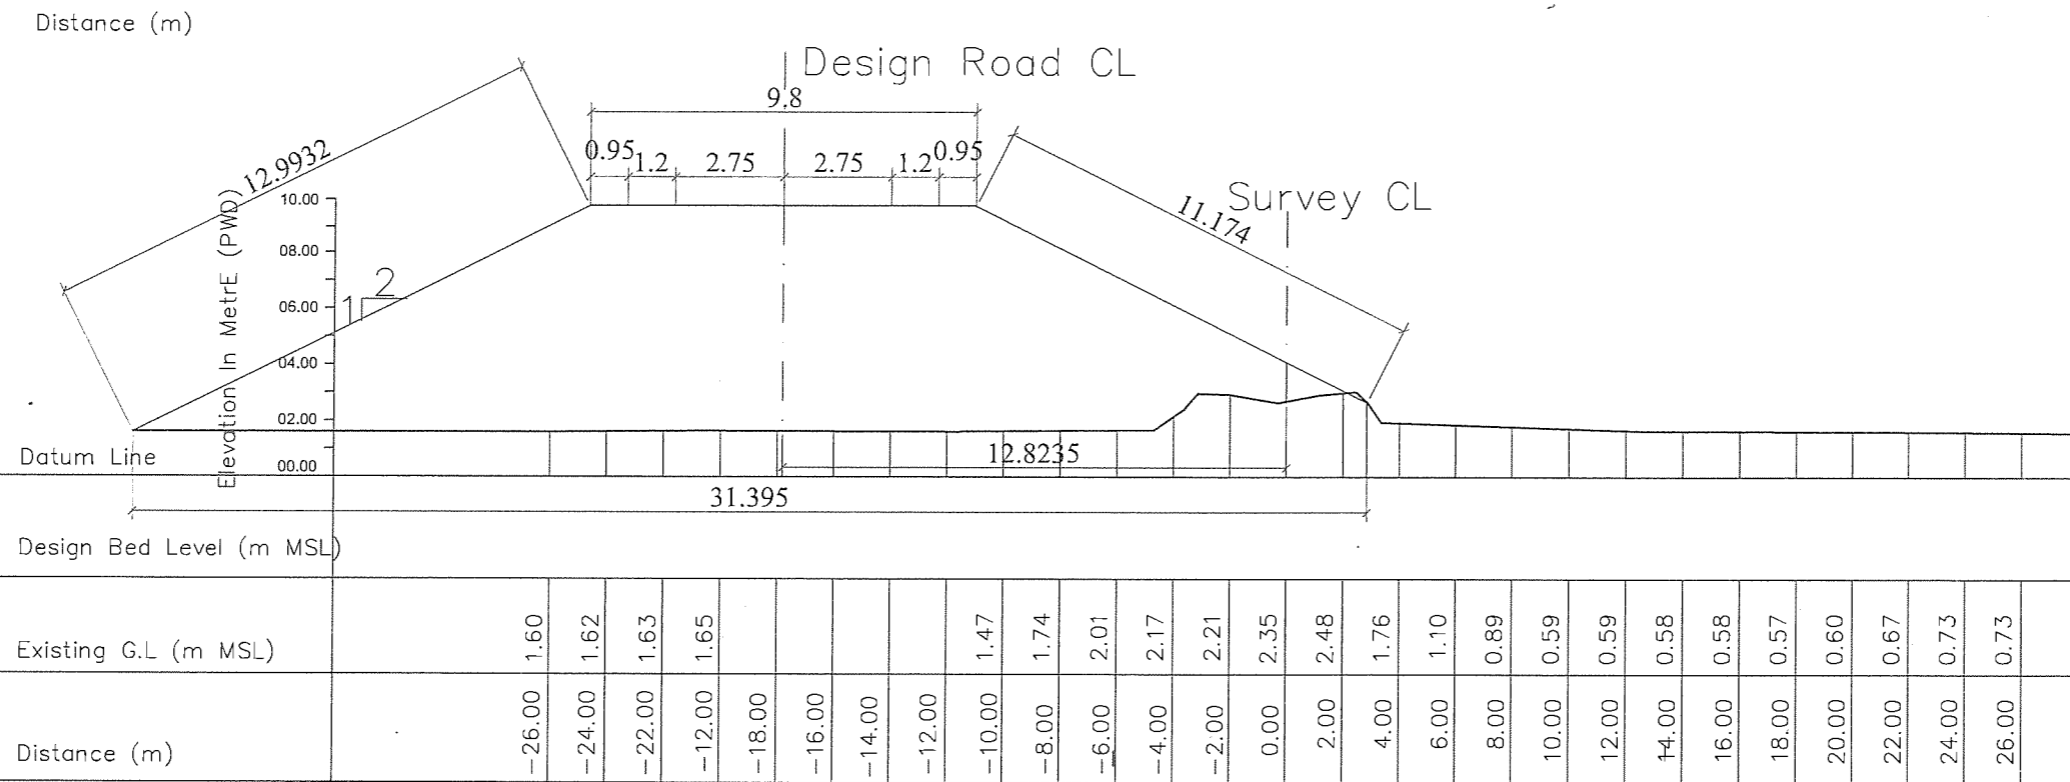 Distance (m)
Design Road CL
9.8
0.95 1.2 2.75 2.75 1.2 0.95
12.9932
11.174
Survey CL
Elevation In MetrE (PWD)
10.00
08.00
06.00
04.00
02.00
00.00
1 2
Datum Line
12.8235
31.395
Design Bed Level (m MSL)
Existing G.L (m MSL) 1.60 1.62 1.63 1.65 1.47 1.74 2.01 2.17 2.21 2.35 2.48 1.76 1.10 0.89 0.59 0.59 0.58 0.58 0.57 0.60 0.67 0.73 0.73
Distance (m) -26.00 -24.00 -22.00 -12.00 -18.00 -16.00 -14.00 -12.00 -10.00 -8.00 -6.00 -4.00 -2.00 0.00 2.00 4.00 6.00 8.00 10.00 12.00 14.00 16.00 18.00 20.00 22.00 24.00 26.00